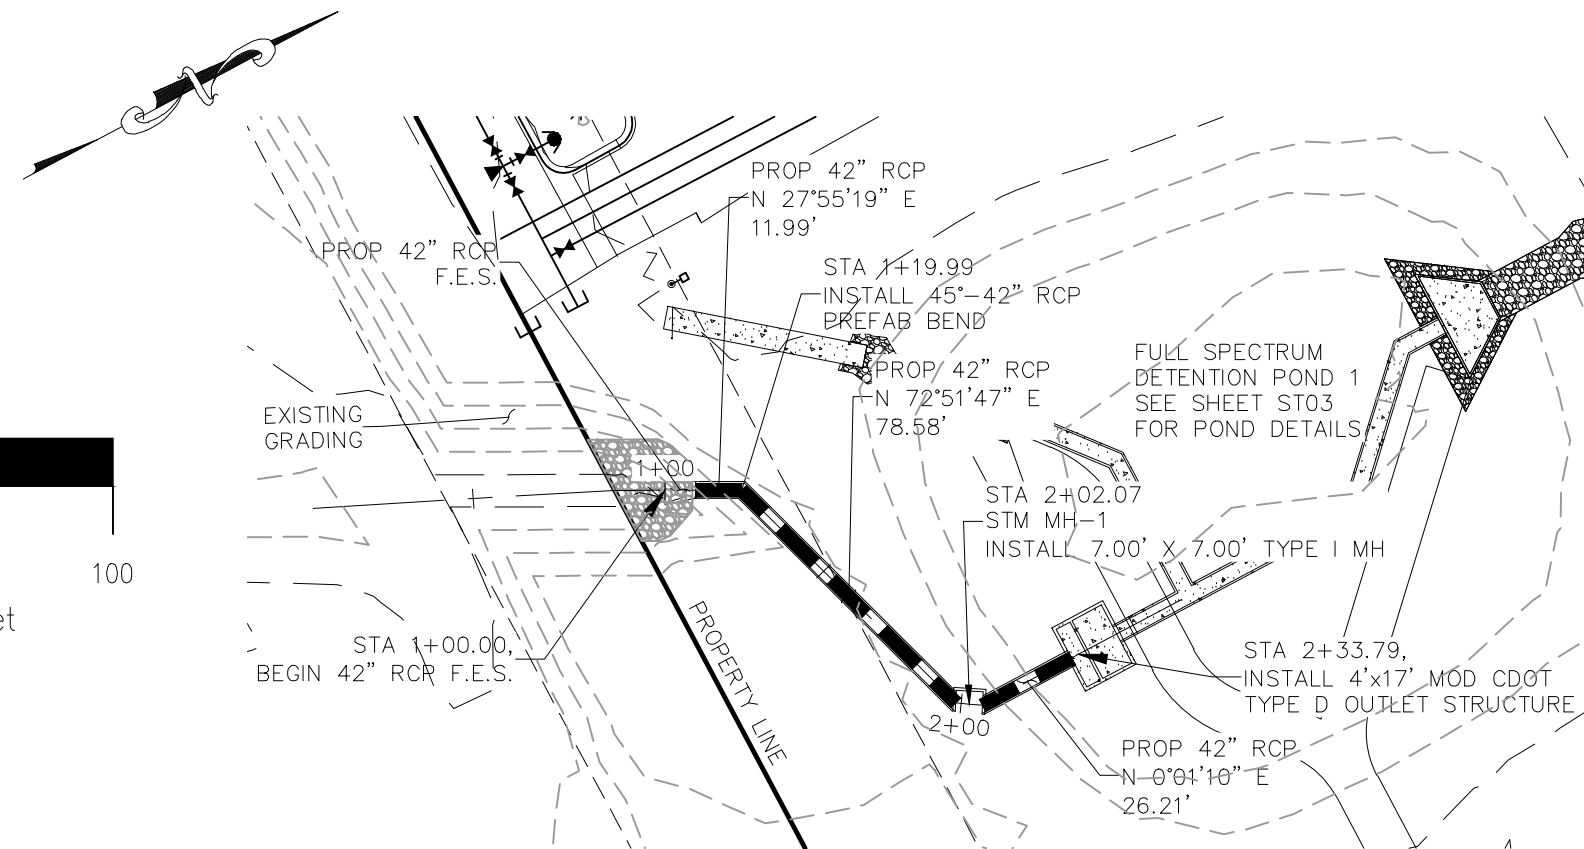 PROP 42” RCP
N 27°55’19” E
11.99’
PROP 42” RCP
F.E.S.
STA 1+19.99
INSTALL 45°–42” RCP
PREFAB BEND
PROP 42” RCP
N 72°51’47” E
78.58’
FULL SPECTRUM
DETENTION POND 1
SEE SHEET ST03
FOR POND DETAILS
EXISTING
GRADING
1+00
STA 2+02.07
STM MH–1
INSTALL 7.00’ X 7.00’ TYPE I MH
100
et
STA 1+00.00,
BEGIN 42” RCP F.E.S.
PROPERTY LINE
STA 2+33.79,
INSTALL 4’x17’ MOD CDOT
TYPE D OUTLET STRUCTURE
2+00
PROP 42” RCP
N 0°01’10” E
26.21’